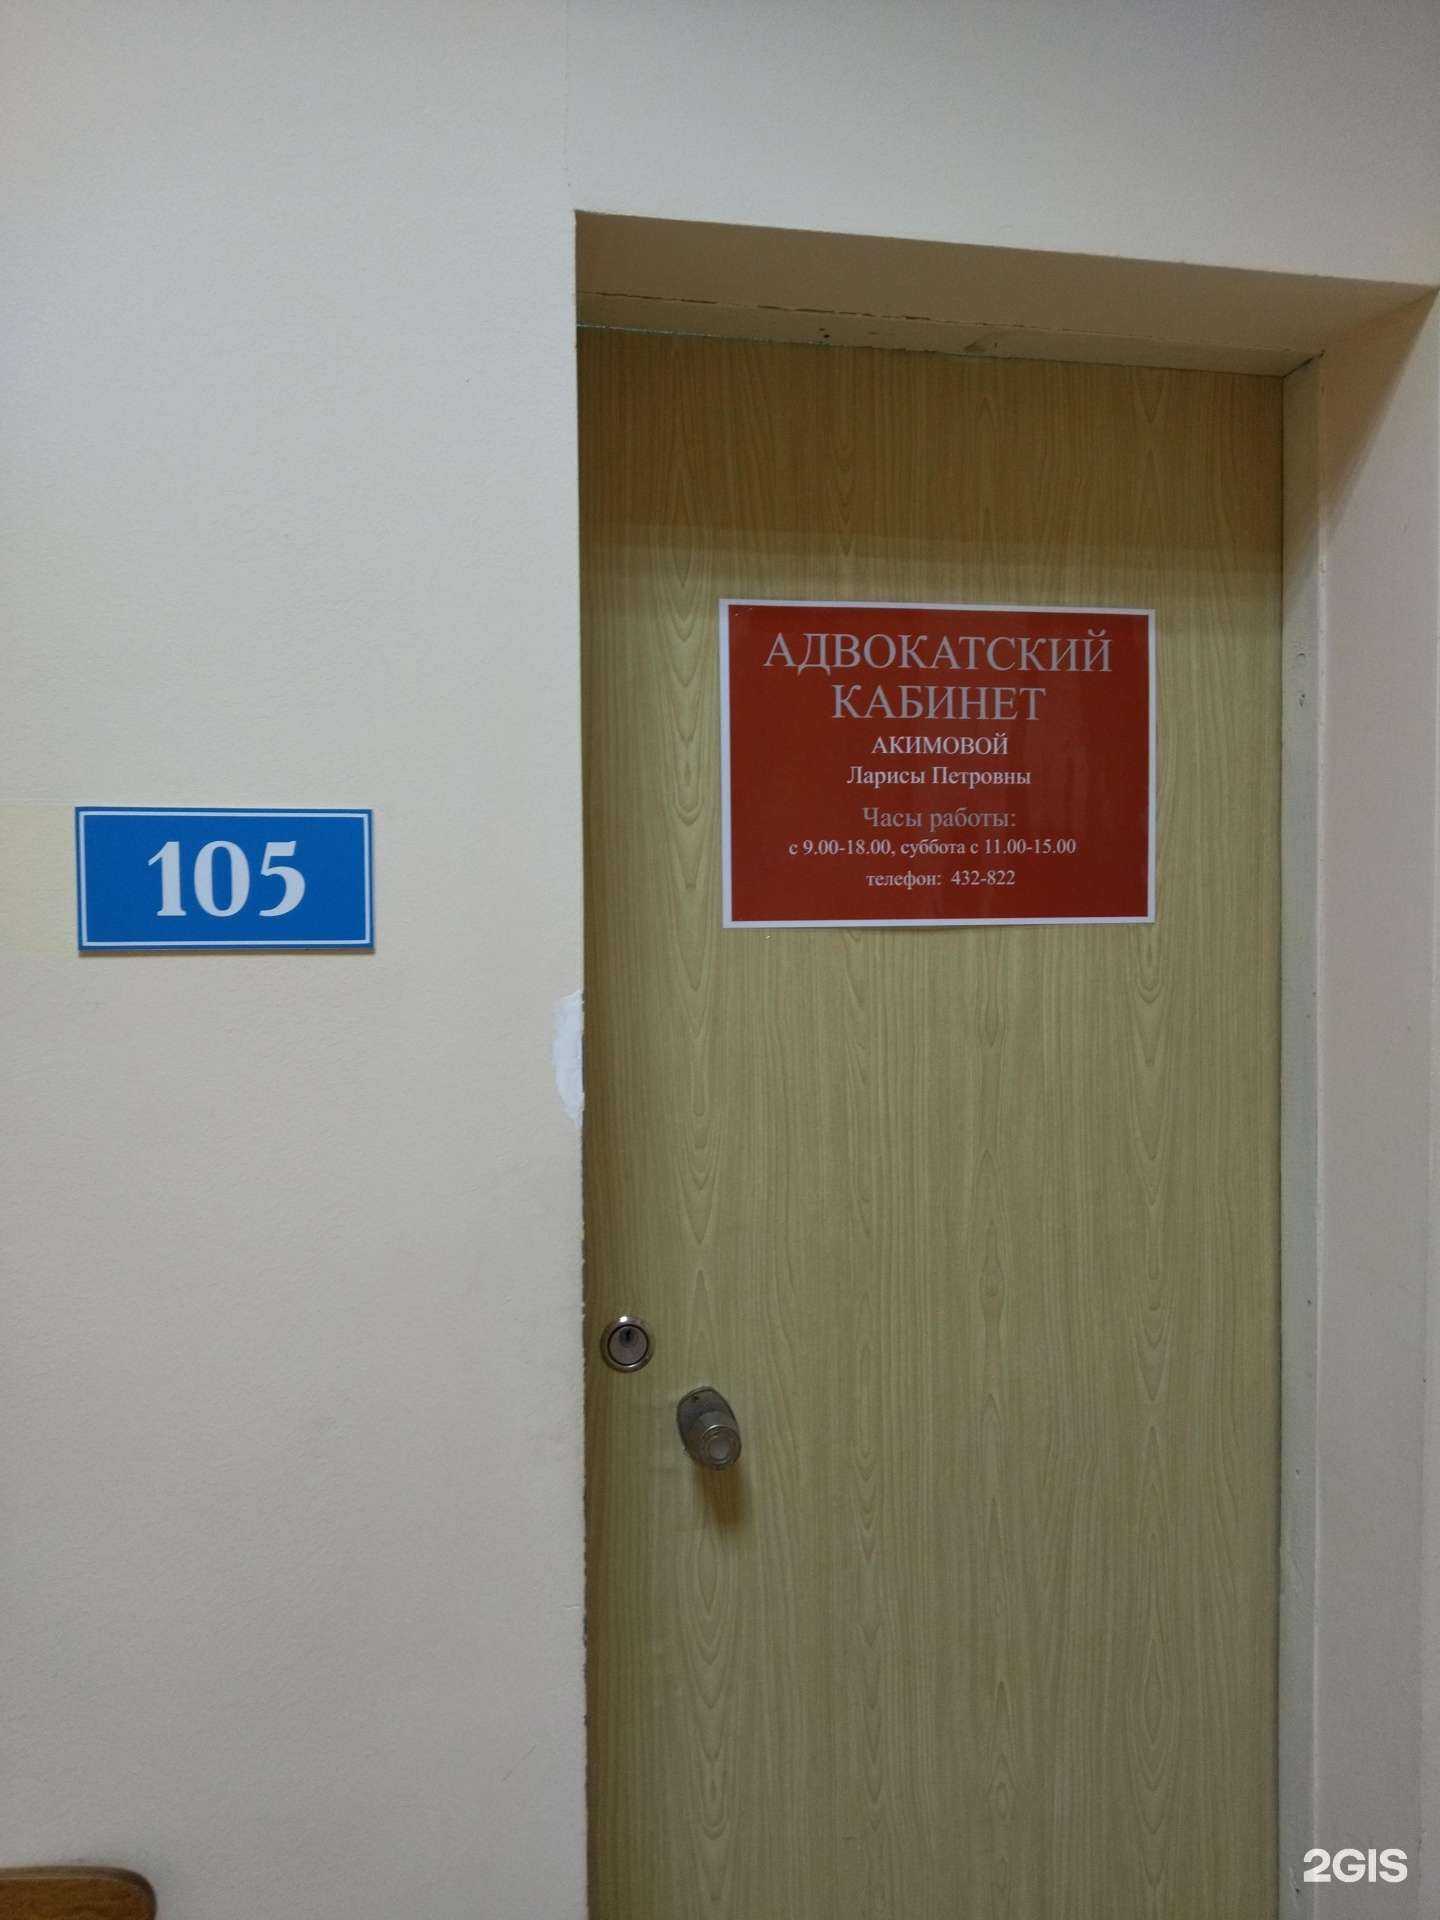 105
АДВОКАТСКИЙ
КАБИНЕТ
АКИМОВОЙ
Ларисы Петровны
Часы работы:
с 9.00-18.00, суббота с 11.00-15.00
телефон: 432-822
2GIS